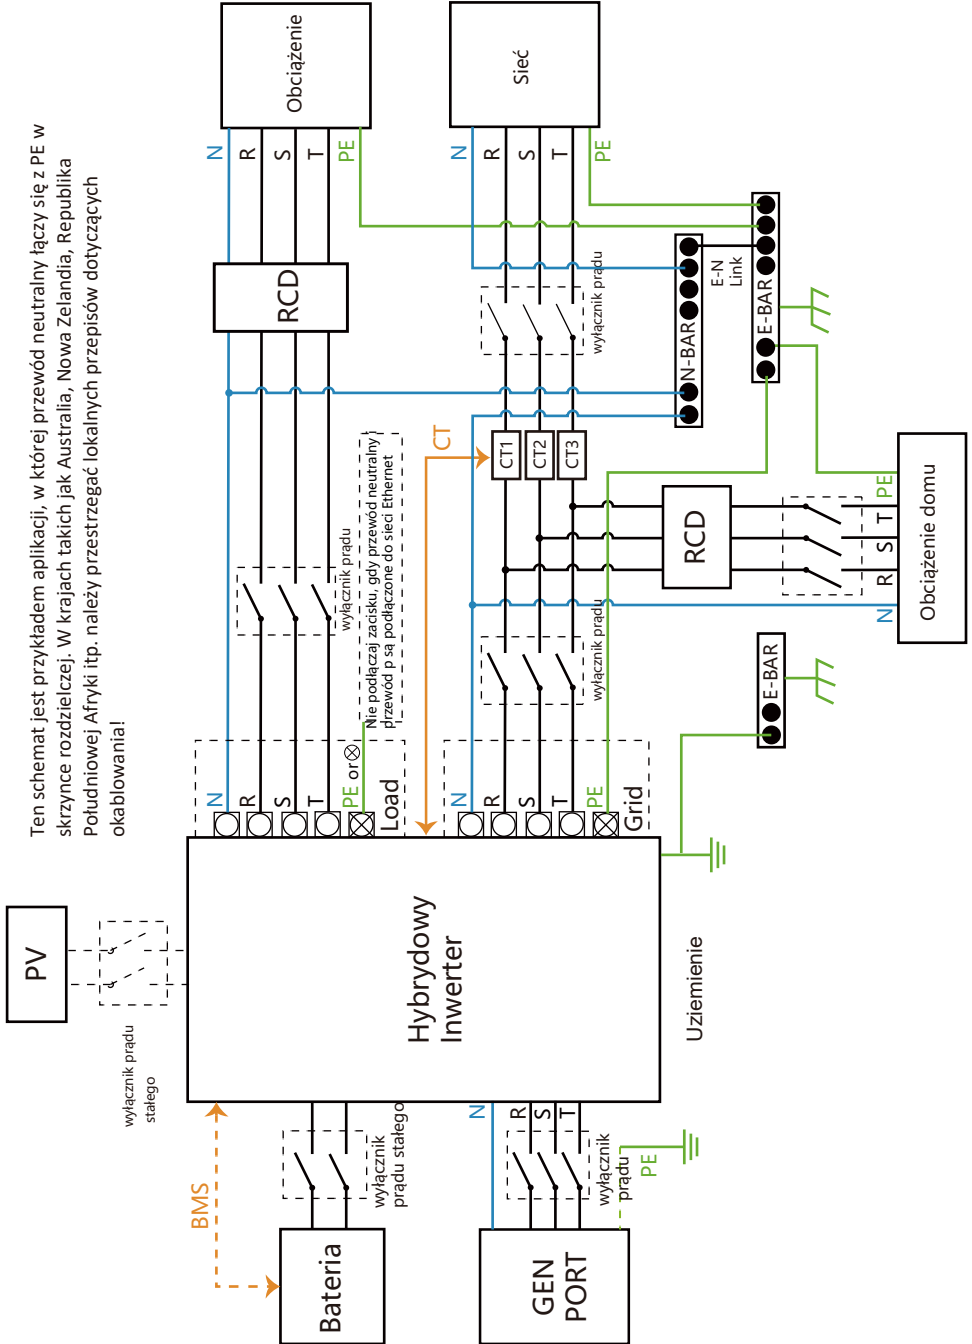 Ten schemat jest przykładem aplikacji, w której przewód neutralny łączy się z PE w
skrzynce rozdzielczej. W krajach takich jak Australia, Nowa Zelandia, Republika
Południowej Afryki itp. należy przestrzegać lokalnych przepisów dotyczących
okablowania!
PV
wyłącznik prądu
stałego
BMS
Bateria
wyłącznik
prądu stałego
Hybrydowy
Inwerter
GEN
PORT
N
R
S
T
wyłącznik
prądu
PE
Uziemienie
N
R
S
T
PE or
Load
Nie podłączaj zacisku, gdy przewód neutralny i
przewód p są podłączone do sieci Ethernet
wyłącznik prądu
RCD
N
R
S
T
PE
Obciążenie
CT
N
R
S
T
PE
Grid
wyłącznik prądu
CT1
CT2
CT3
wyłącznik prądu
N
R
S
T
PE
Sieć
N-BAR
E-N
Link
E-BAR
RCD
N
R
S
T
PE
Obciążenie domu
E-BAR